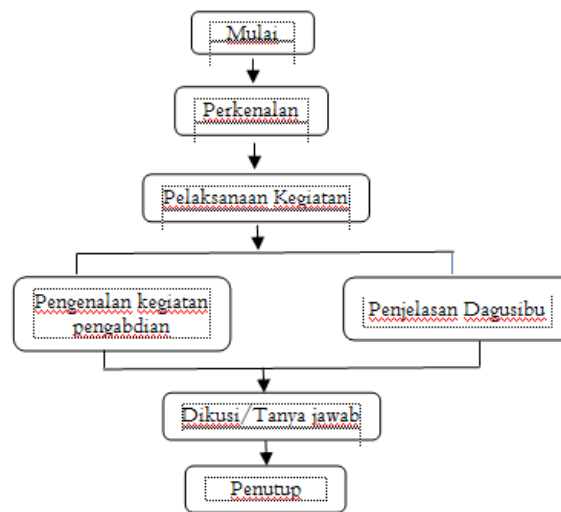 Mulai
Perkenalan
Pelaksanaan Kegiatan
Pengenalan kegiatan
pengabdian
Penjelasan Dagusibu
Dikusi/Tanya jawab
Penutup